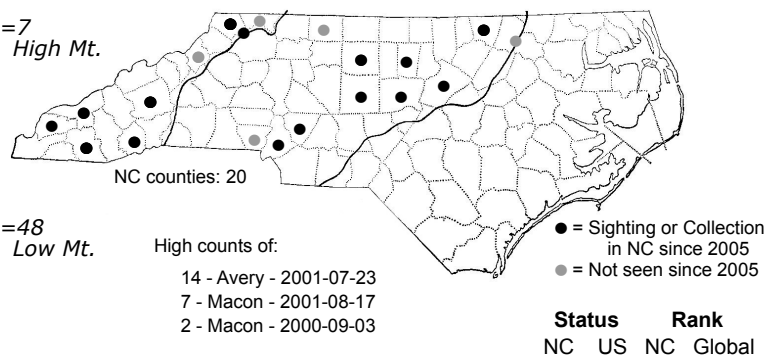 =7
High Mt.
NC counties: 20
=48
Low Mt.
High counts of:
14 - Avery - 2001-07-23
7 - Macon - 2001-08-17
2 - Macon - 2000-09-03
● = Sighting or Collection
in NC since 2005
● = Not seen since 2005
Status Rank
NC US NC Global